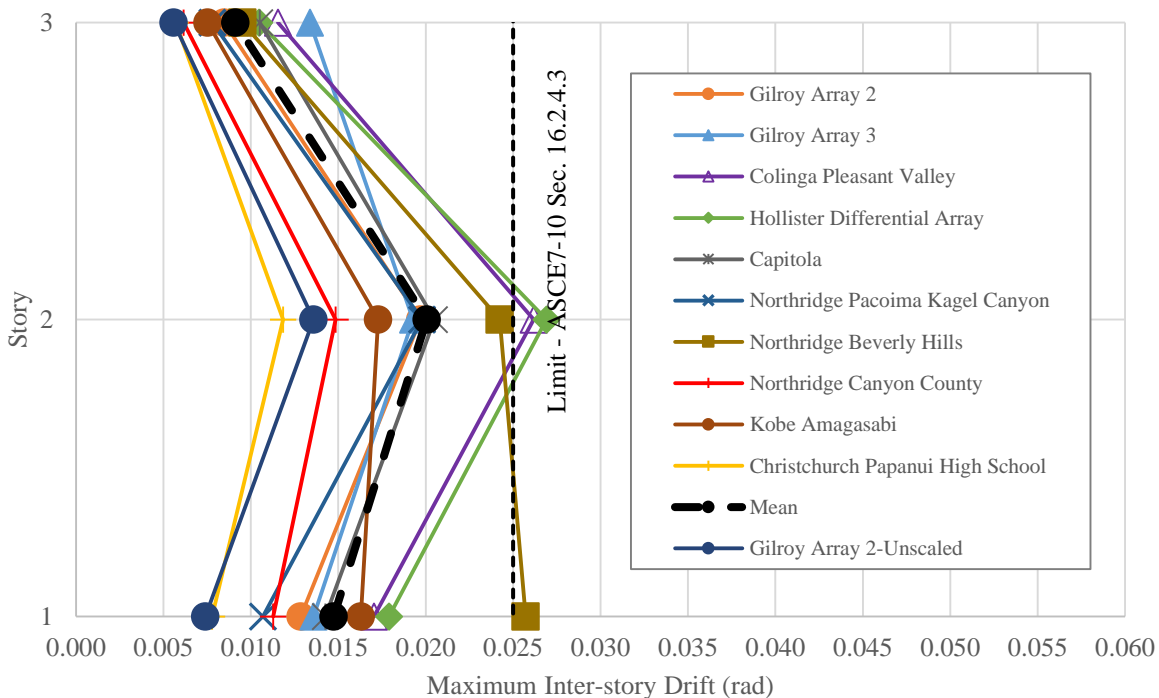 3
2
1
Story
0.000 0.005 0.010 0.015 0.020 0.025 0.030 0.035 0.040 0.045 0.050 0.055 0.060
Maximum Inter-story Drift (rad)
Limit - ASCE7-10 Sec. 16.2.4.3
Gilroy Array 2
Gilroy Array 3
Colinga Pleasant Valley
Hollister Differential Array
Capitola
Northridge Pacoima Kagel Canyon
Northridge Beverly Hills
Northridge Canyon County
Kobe Amagasabi
Christchurch Papanui High School
Mean
Gilroy Array 2-Unscaled